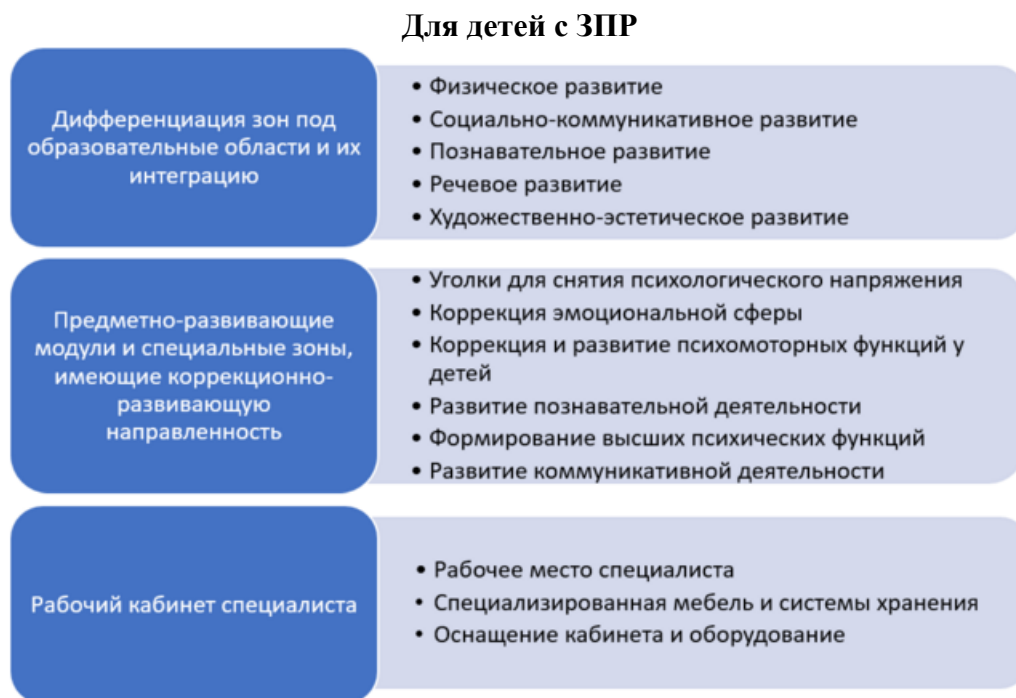 Для детей с ЗПР
Дифференциация зон под
образовательные области и их
интеграцию
• Физическое развитие
• Социально-коммуникативное развитие
• Познавательное развитие
• Речевое развитие
• Художественно-эстетическое развитие
Предметно-развивающие
модули и специальные зоны,
имеющие коррекционно-
развивающую
направленность
• Уголки для снятия психологического напряжения
• Коррекция эмоциональной сферы
• Коррекция и развитие психомоторных функций у
детей
• Развитие познавательной деятельности
• Формирование высших психических функций
• Развитие коммуникативной деятельности
Рабочий кабинет специалиста
• Рабочее место специалиста
• Специализированная мебель и системы хранения
• Оснащение кабинета и оборудование